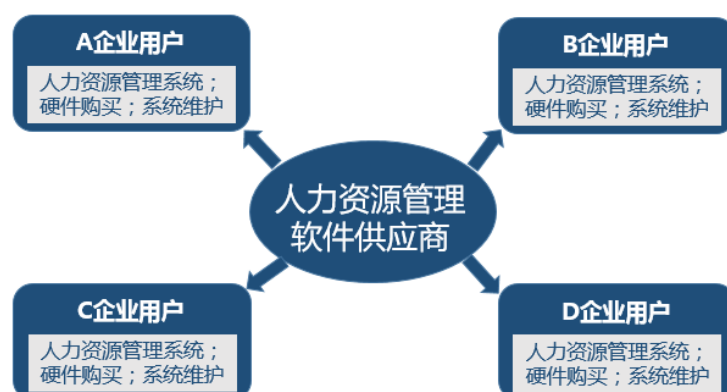 A企业用户
人力资源管理系统；
硬件购买；系统维护
B企业用户
人力资源管理系统；
硬件购买；系统维护
人力资源管理
软件供应商
C企业用户
人力资源管理系统；
硬件购买；系统维护
D企业用户
人力资源管理系统；
硬件购买；系统维护